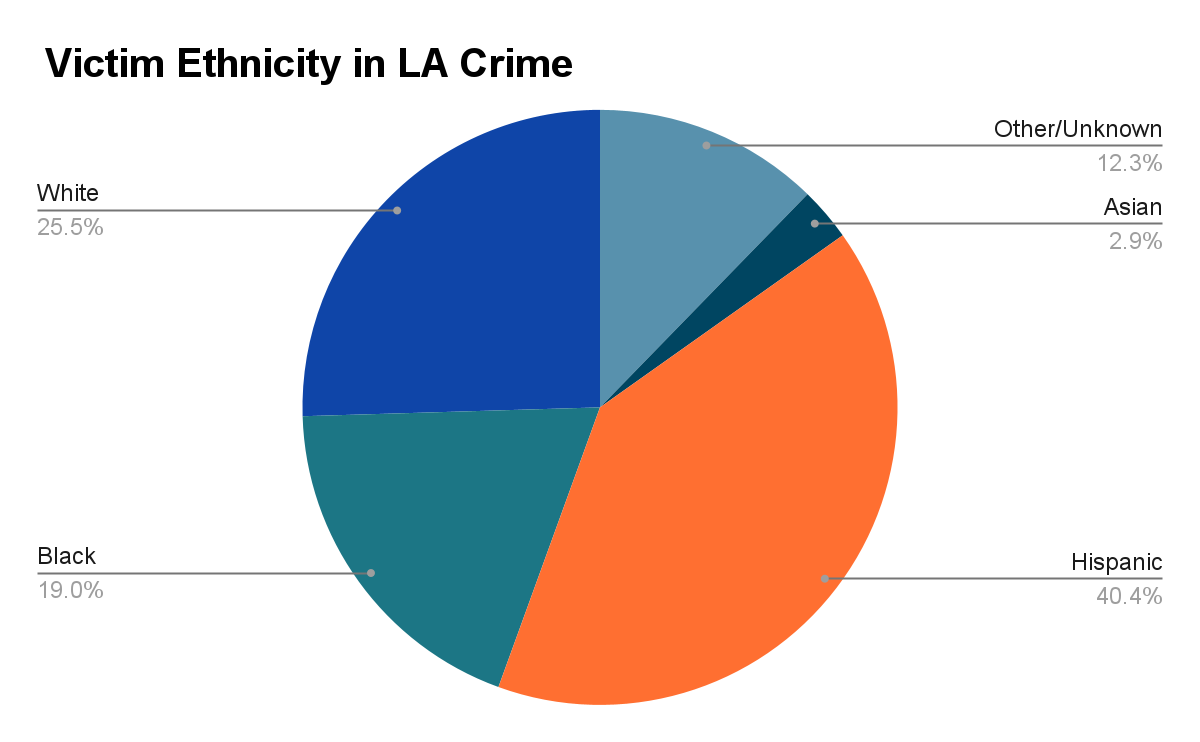 Victim Ethnicity in LA Crime
Other/Unknown
12.3%
White
25.5%
Asian
2.9%
Black
19.0%
Hispanic
40.4%